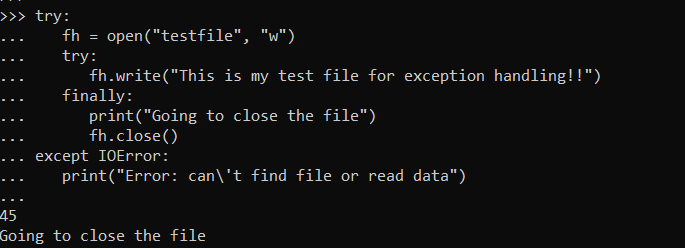 >>> try:
...    fh = open("testfile", "w")
...    try:
...       fh.write("This is my test file for exception handling!!")
...    finally:
...       print("Going to close the file")
...       fh.close()
... except IOError:
...    print("Error: can\'t find file or read data")
...
45
Going to close the file